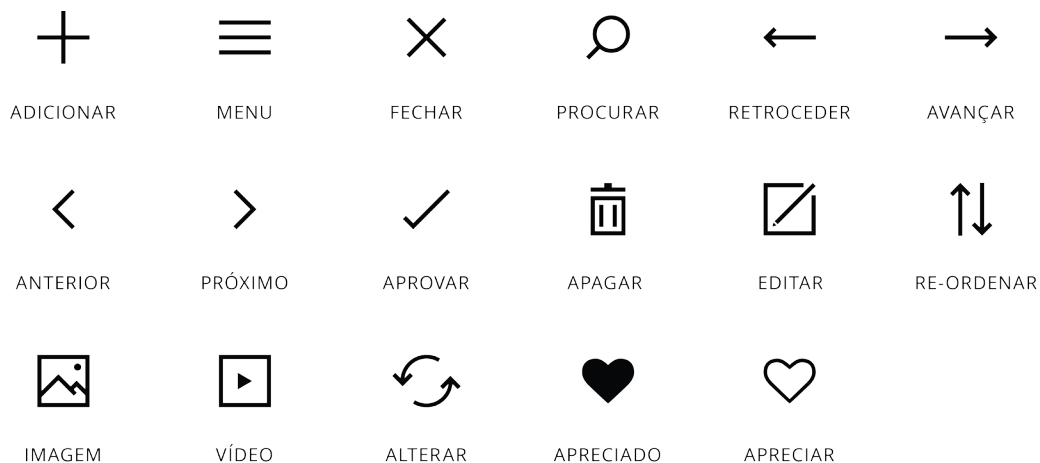 ADICIONAR
MENU
FECHAR
PROCURAR
RETROCEDER
AVANÇAR
ANTERIOR
PRÓXIMO
APROVAR
APAGAR
EDITAR
RE-ORDENAR
IMAGEM
VÍDEO
ALTERAR
APRECIADO
APRECIAR